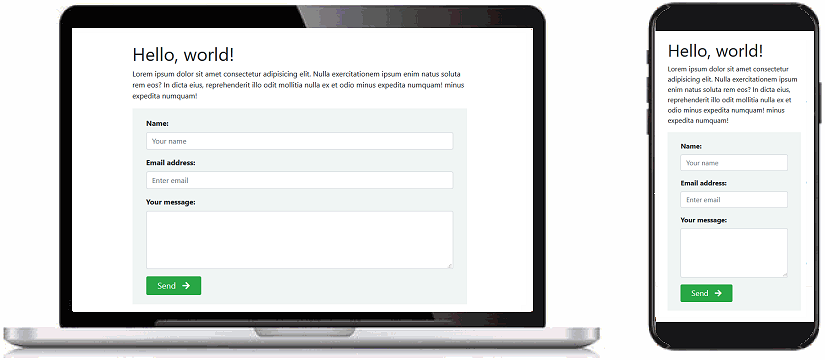 Hello, world!
Lorem ipsum dolor sit amet consectetur adipisicing elit. Nulla exercitationem ipsum enim natus soluta
rem eos? In dicta eius, reprehenderit illo odit mollitia nulla ex et odio minus expedita numquam! minus
expedita numquam!
Name:
Your name
Email address:
Enter email
Your message:
Send
Hello, world!
Lorem ipsum dolor sit amet consectetur
adipisicing elit. Nulla exercitationem ipsum
enim natus soluta rem eos? In dicta eius,
reprehenderit illo odit mollitia nulla ex et
odio minus expedita numquam! minus
expedita numquam!
Name:
Your name
Email address:
Enter email
Your message:
Send